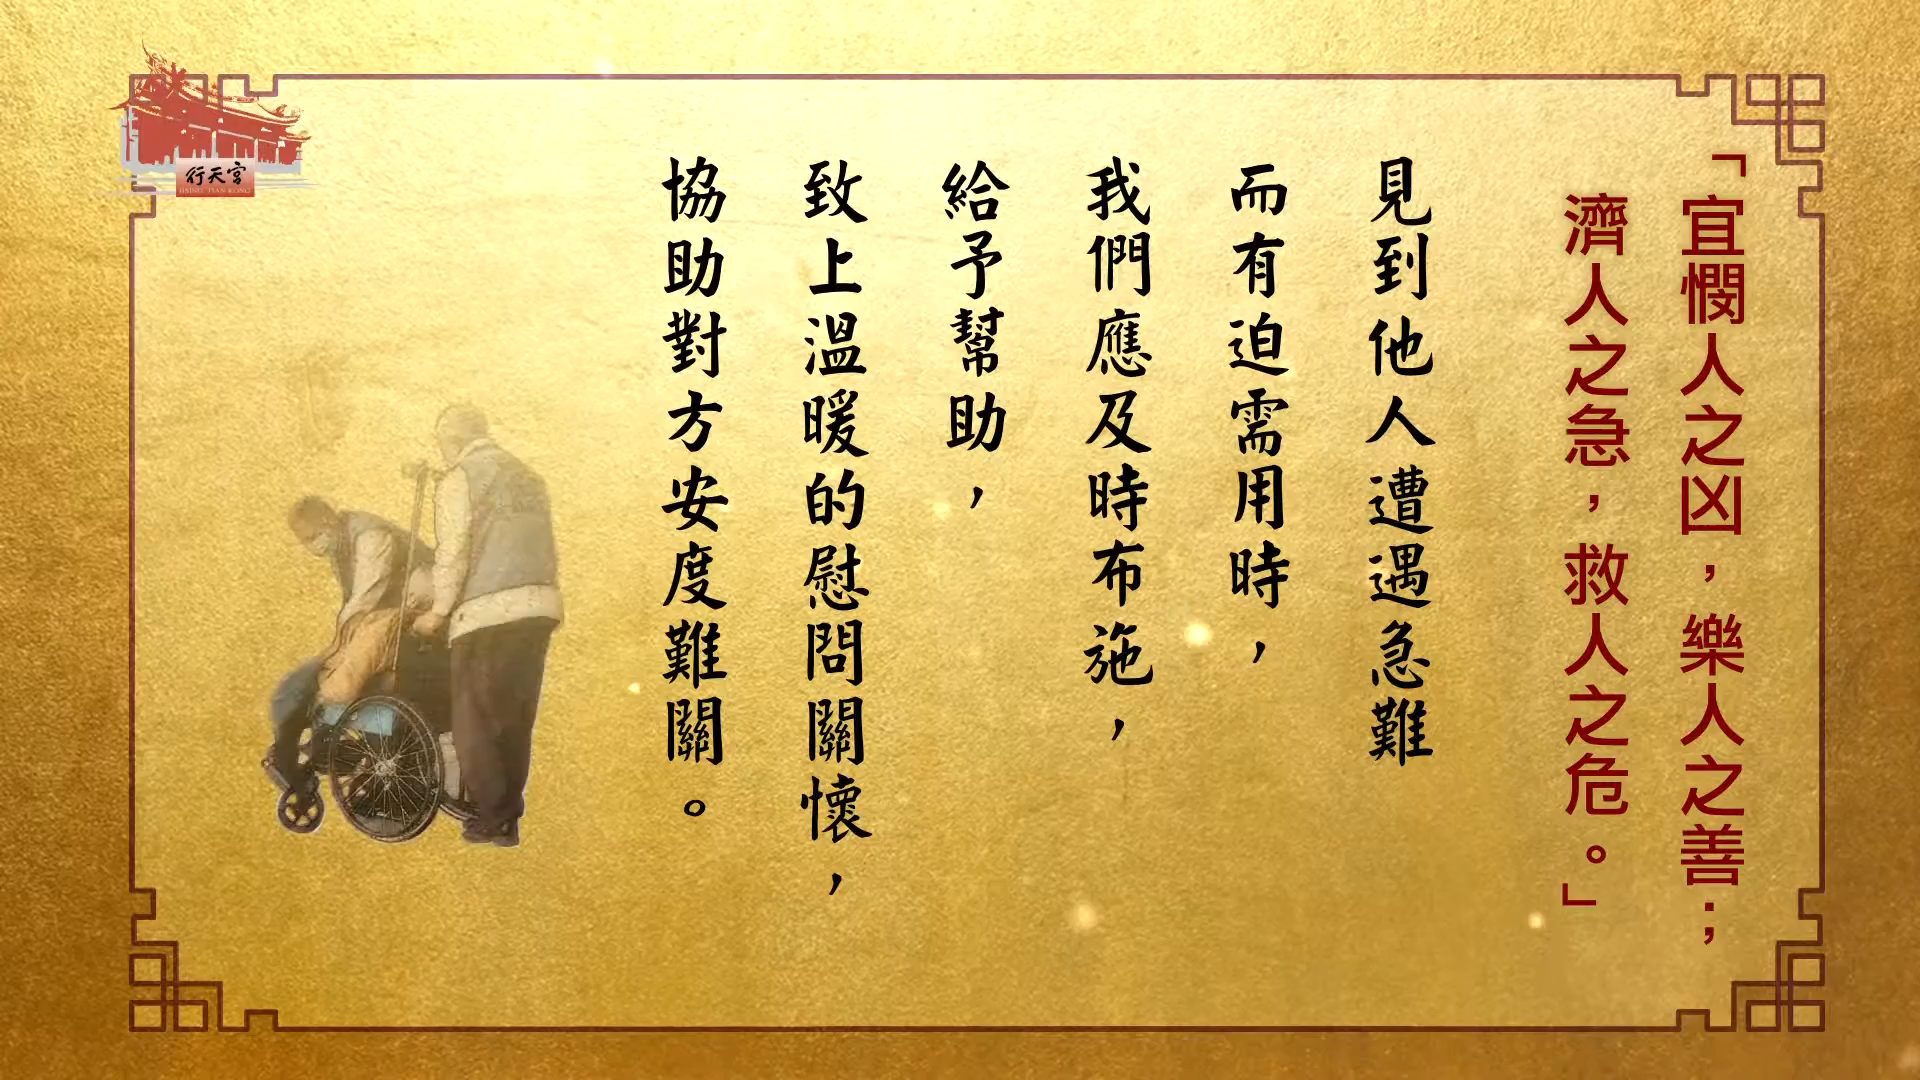 「宜憫人之凶，樂人之善；
濟人之急，救人之危。」
見到他人遭遇急難
而有迫需用時，
我們應及時布施，
給予幫助，
致上溫暖的慰問關懷，
協助對方安度難關。
行天宮
HSING TIAN KONG